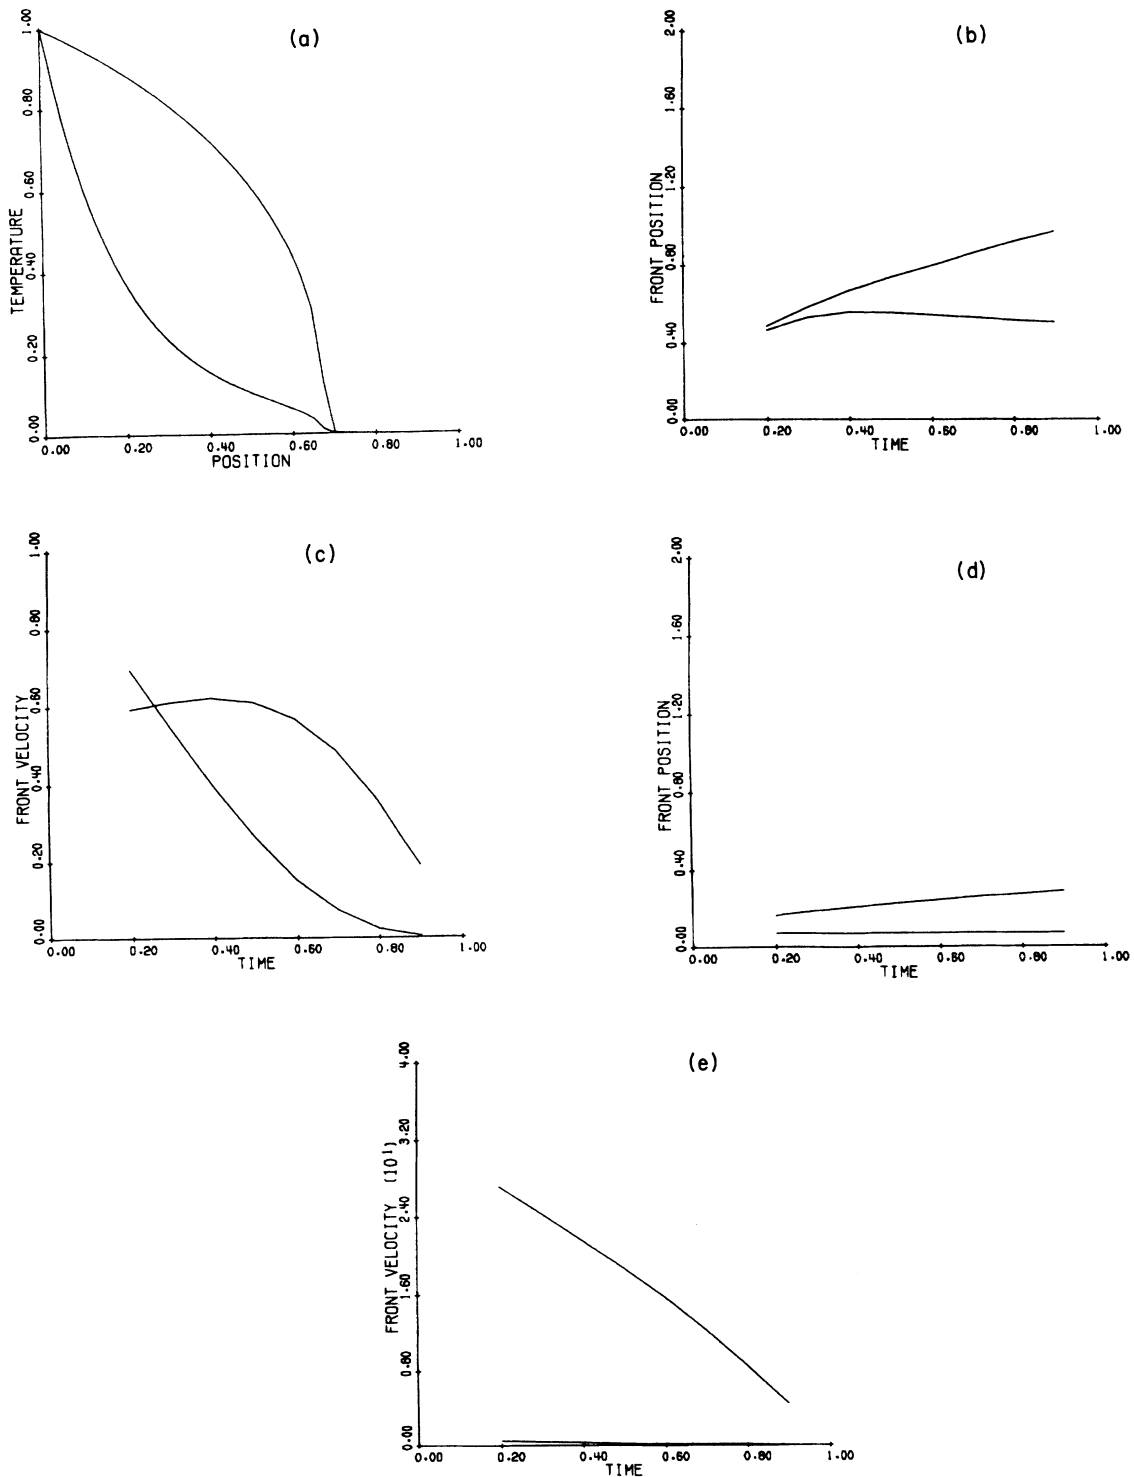 (a)
1.00
0.80
0.60
0.40
0.20
0.00
TEMPERATURE
0.00 0.20 0.40 0.60 0.80 1.00
POSITION
(b)
2.00
1.60
1.20
0.80
0.40
0.00
FRONT POSITION
0.00 0.20 0.40 0.60 0.80 1.00
TIME
(c)
1.00
0.80
0.60
0.40
0.20
0.00
FRONT VELOCITY
0.00 0.20 0.40 0.60 0.80 1.00
TIME
(d)
2.00
1.60
1.20
0.80
0.40
0.00
FRONT POSITION
0.00 0.20 0.40 0.60 0.80 1.00
TIME
(e)
4.00
3.20
2.40
1.60
0.80
0.00
FRONT VELOCITY (10¹)
0.00 0.20 0.40 0.60 0.80 1.00
TIME